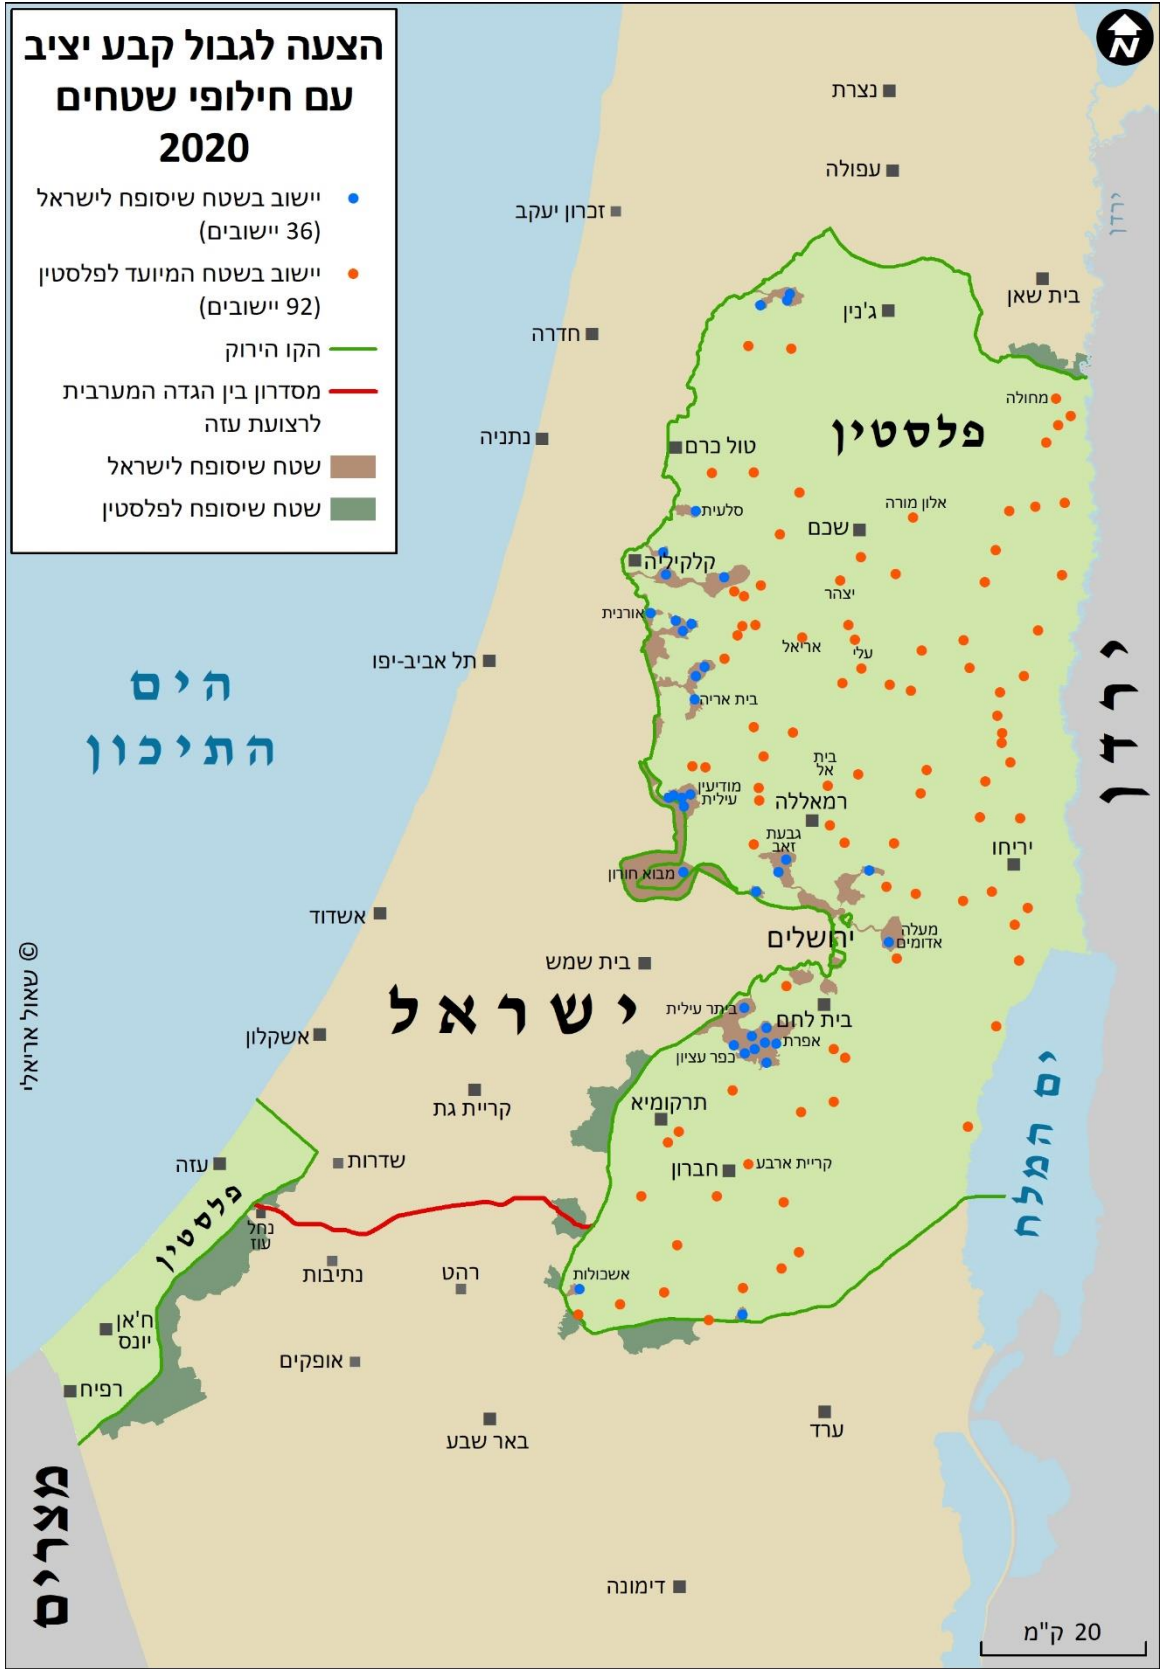 הצעה לגבול קבע יציב
עם חילופי שטחים
2020
יישוב בשטח שיסופח לישראל
(36 יישובים)
יישוב בשטח המיועד לפלסטין
(92 יישובים)
הקו הירוק
מסדרון בין הגדה המערבית
לרצועת עזה
שטח שיסופח לישראל
שטח שיסופח לפלסטין
N
נצרת
עפולה
זכרון יעקב
ירדן
בית שאן
ג'נין
חדרה
מחולה
פלסטין
נתניה
טול כרם
סלעית
אלון מורה
שכם
קלקיליה
יצהר
אורנית
אריאל
עלי
תל אביב-יפו
הים
התיכון
בית אריה
ירדן
בית
אל
מודיעין
עילית
רמאללה
גבעת
זאב
יריחו
מבוא חורון
אשדוד
מעלה
אדומים
ירושלים
בית שמש
ישראל
ביתר עילית
בית לחם
אשקלון
אפרת
כפר עציון
© שאול אריאלי
קריית גת
תרקומיא
ים המלח
שדרות
עזה
חברון
קריית ארבע
פלסטין
נחל
עוז
נתיבות
רהט
אשכולות
ח'אן
יונס
אופקים
רפיח
ערד
באר שבע
מצרים
דימונה
20 ק"מ